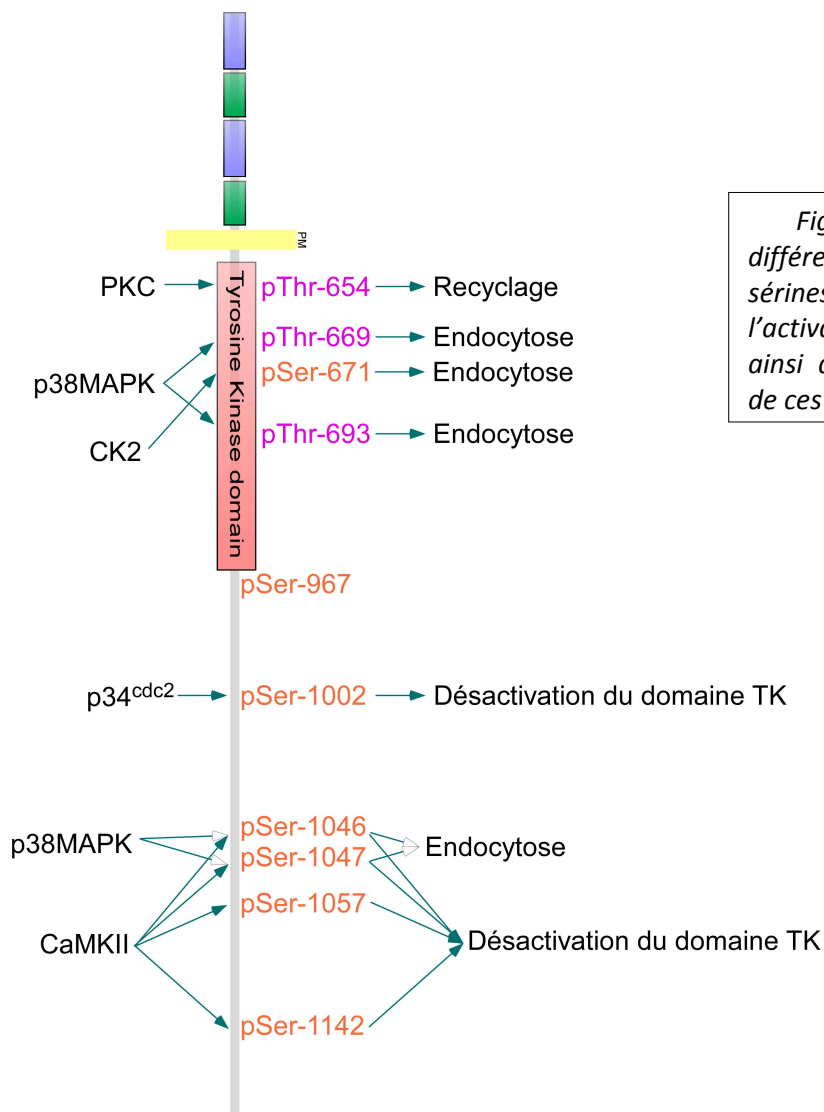 PM
PKC
pThr-654
Recyclage
Tyrosine Kinase domain
pThr-669
Endocytose
p38MAPK
pSer-671
Endocytose
CK2
pThr-693
Endocytose
pSer-967
p34cdc2
pSer-1002
Désactivation du domaine TK
p38MAPK
pSer-1046
pSer-1047
Endocytose
pSer-1057
CaMKII
Désactivation du domaine TK
pSer-1142
Fig
différe
sérines
l'activa
ainsi
de ces